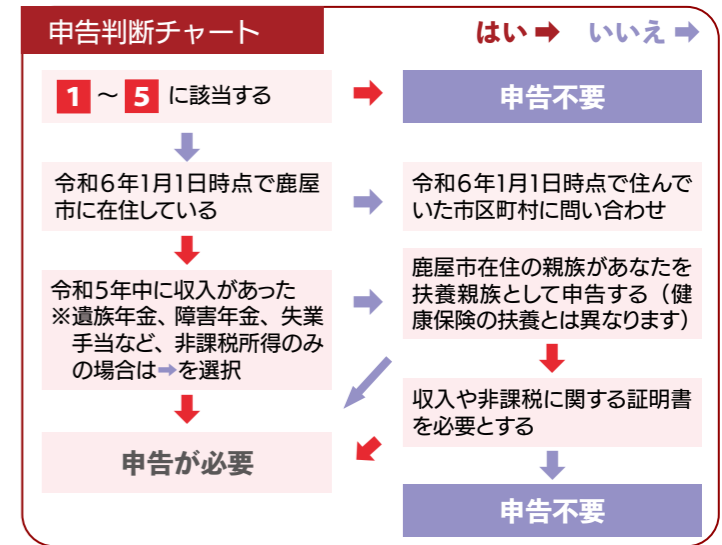 申告判断チャート
はい➡ いいえ➡
1 ～ 5 に該当する
申告不要
令和6年1月1日時点で鹿屋
市に在住している
令和6年1月1日時点で住んで
いた市区町村に問い合わせ
令和5年中に収入があった
※遺族年金、障害年金、失業
手当など、非課税所得のみ
の場合は➡を選択
鹿屋市在住の親族があなたを
扶養親族として申告する（健
康保険の扶養とは異なります）
収入や非課税に関する証明書
を必要とする
申告が必要
申告不要